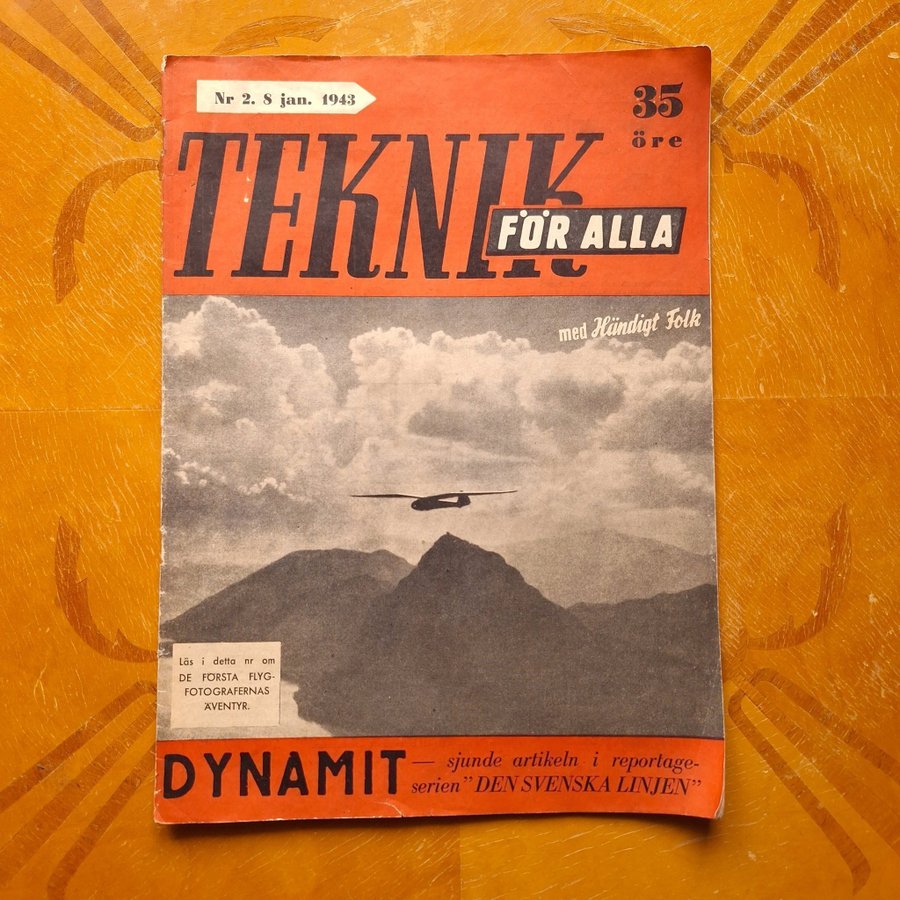 Nr 2. 8 jan. 1943
35
öre
TEKNIK
FÖR ALLA
med Händigt Folk
Läs i detta nr om
DE FÖRSTA FLYG-
FOTOGRAFERNAS
ÄVENTYR.
DYNAMIT — sjunde artikeln i reportage-
serien "DEN SVENSKA LINJEN"